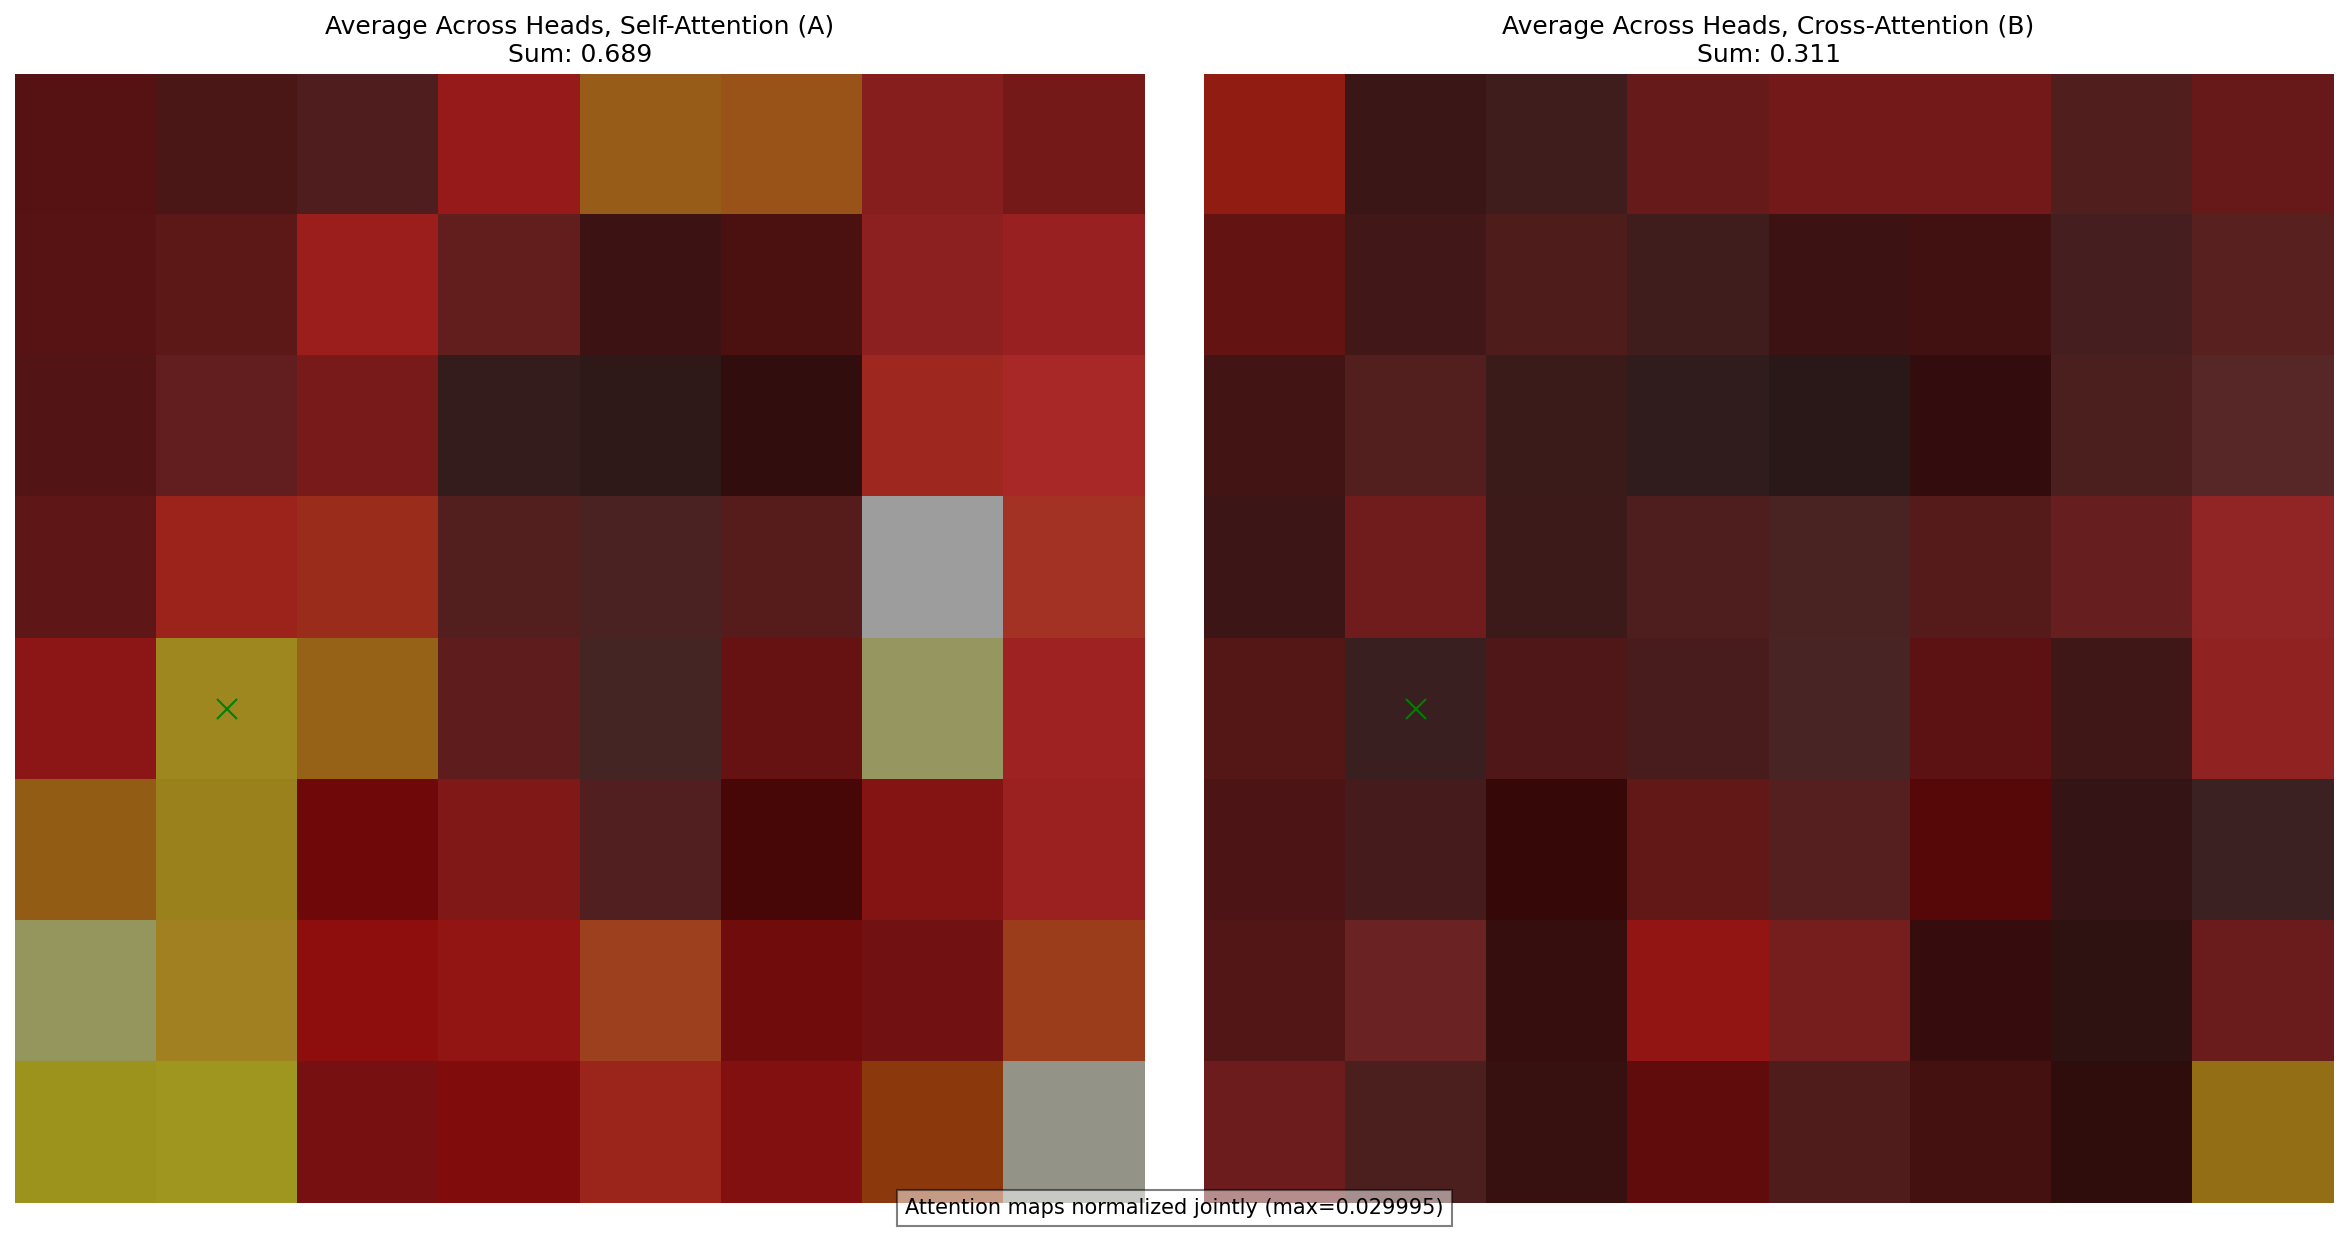 Average Across Heads, Self-Attention (A)
Sum: 0.689
Average Across Heads, Cross-Attention (B)
Sum: 0.311
Attention maps normalized jointly (max=0.029995)